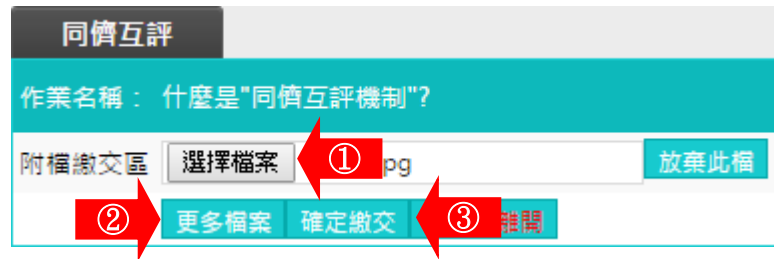 同儕互評
作業名稱： 什麼是"同儕互評機制"?
附檔繳交區 選擇檔案 ① pg 放棄此檔
② 更多檔案 確定繳交 ③ 離開